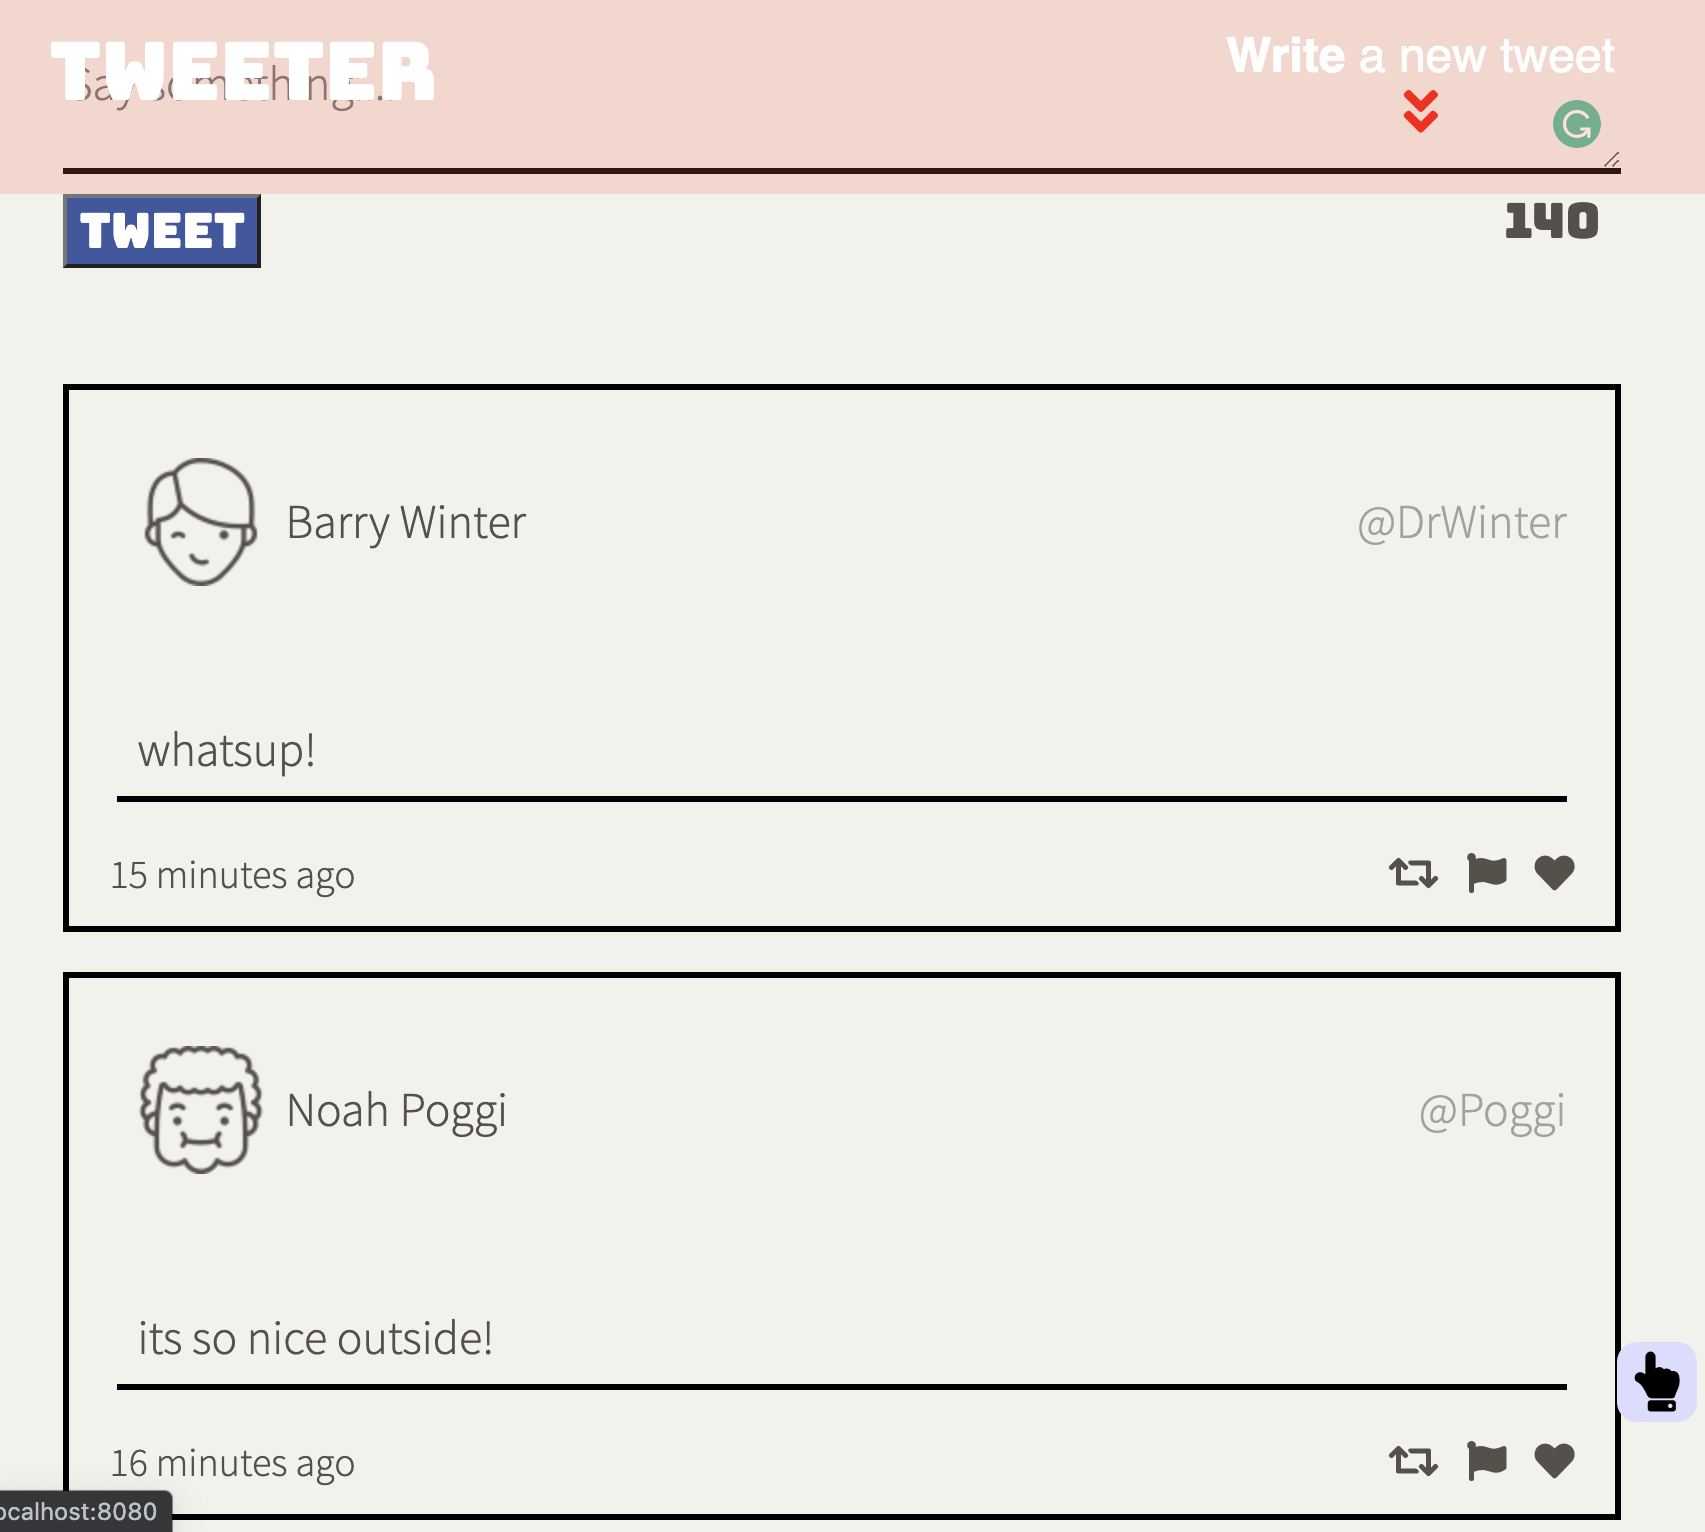 TWEETER
Write a new tweet
Say something...
TWEET
140
Barry Winter
@DrWinter
whatsup!
15 minutes ago
Noah Poggi
@Poggi
its so nice outside!
16 minutes ago
ocalhost:8080